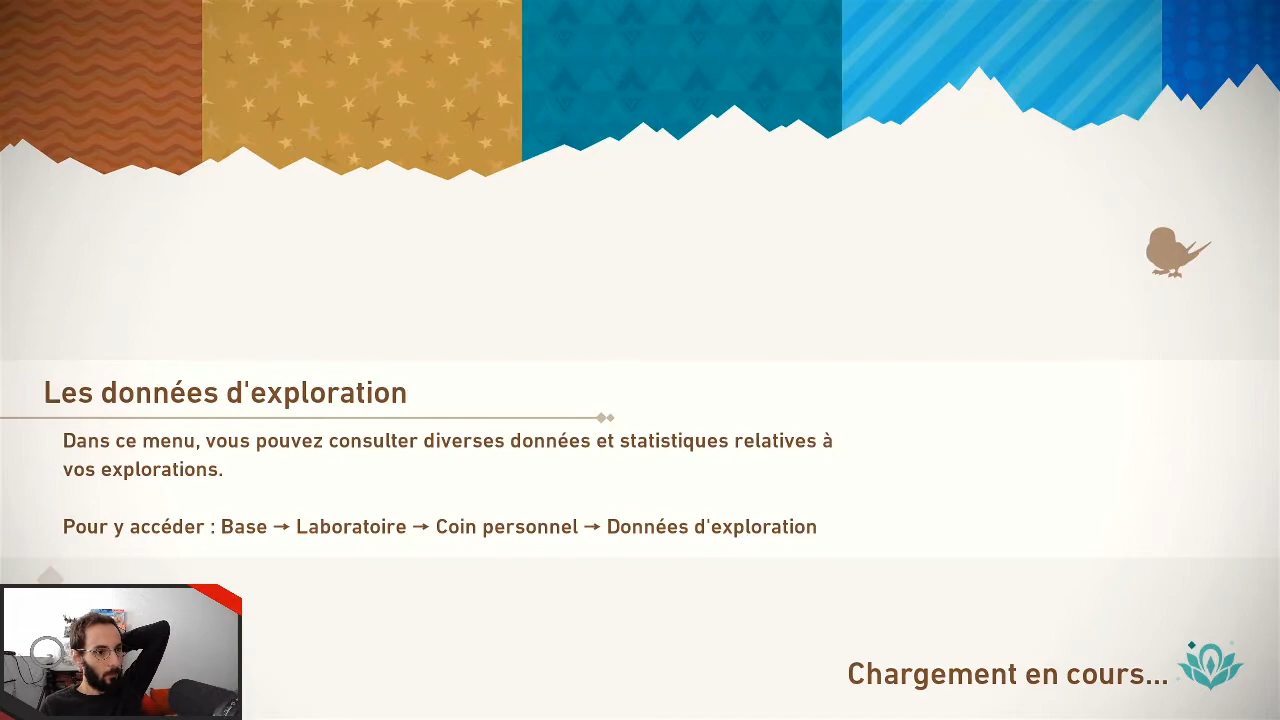 Les données d'exploration
Dans ce menu, vous pouvez consulter diverses données et statistiques relatives à
vos explorations.
Pour y accéder : Base → Laboratoire → Coin personnel → Données d'exploration
Chargement en cours...